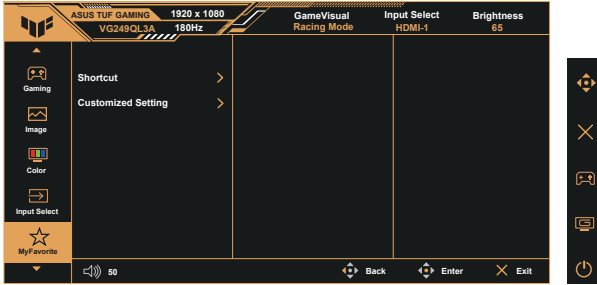 ASUS TUF GAMING 1920 x 1080
VG249QL3A 180Hz
GameVisual
Racing Mode
Input Select
HDMI-1
Brightness
65
Gaming
Image
Color
Input Select
MyFavorite
Shortcut
Customized Setting
50
Back
Enter
Exit